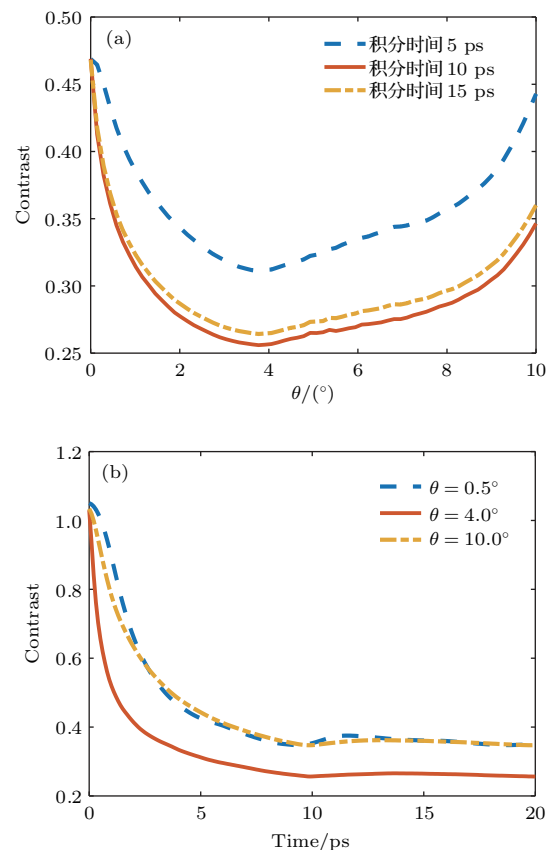 (a)
积分时间 5 ps
积分时间 10 ps
积分时间 15 ps
0.50
0.45
0.40
0.35
0.30
0.25
Contrast
0 2 4 6 8 10
θ/(°)
(b)
θ = 0.5°
θ = 4.0°
θ = 10.0°
1.2
1.0
0.8
0.6
0.4
0.2
Contrast
0 5 10 15 20
Time/ps